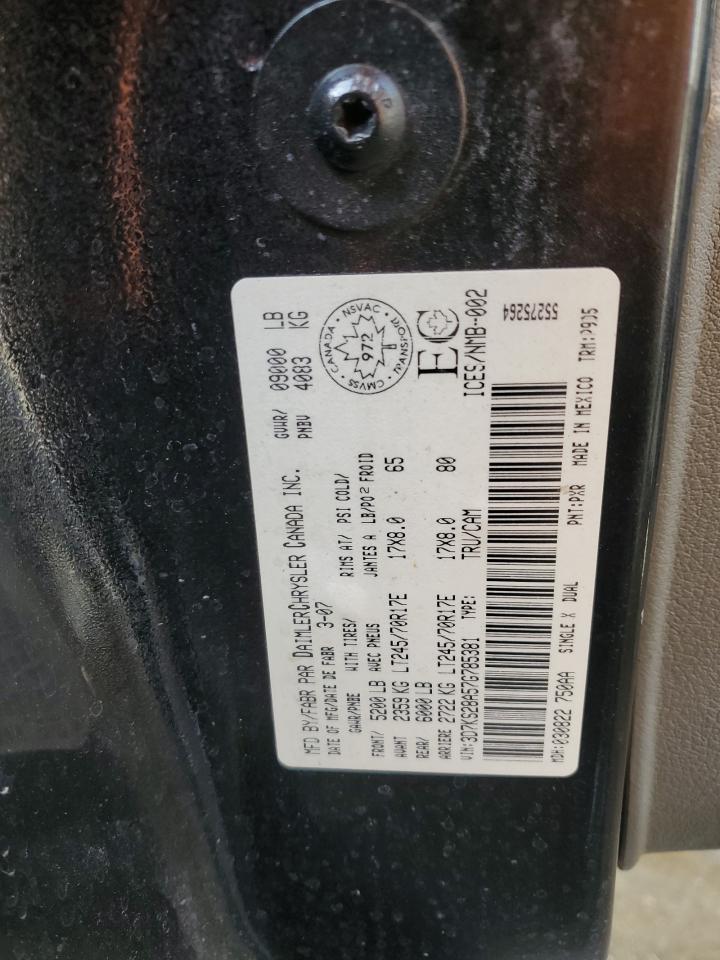 MFD BY/FABR PAR DAIMLERCHRYSLER CANADA INC.
DATE OF MFG/DATE DE FABR 3-07
GVWR/ 09000 LB
PNBV 4083 KG
GAWR/PNBE WITH TIRES/ RIMS AT/ PSI COLD/
AVEC PNEUS JANTES A LB/PO2 FROID
FRONT/ 5200 LB
AVANT 2359 KG LT245/70R17E 17X8.0 65
REAR/ 6000 LB
ARRIERE 2722 KG LT245/70R17E 17X8.0 80
VIN: 3D7KS28A57G785381 TYPE: TRU/CAM
CANADA · NSVAC · TRANSPORT · CMVSS
972
EC
ICES/NMB-002
55275264
MDH:030822 750AA SINGLE X DUAL PNT:PXR MADE IN MEXICO TRM: